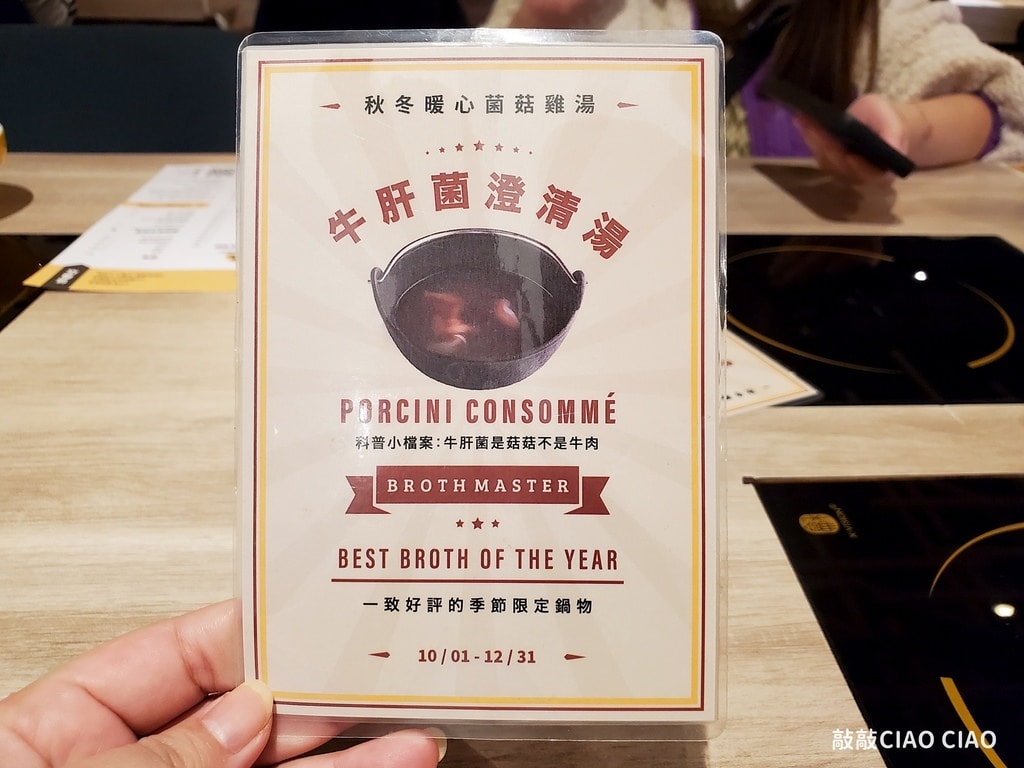 秋冬暖心菌菇雞湯
牛肝菌澄清湯
PORCINI CONSOMMÉ
科普小檔案：牛肝菌是菇菇不是牛肉
BROTH MASTER
BEST BROTH OF THE YEAR
一致好評的季節限定鍋物
10 / 01 - 12 / 31
敲敲CIAO CIAO